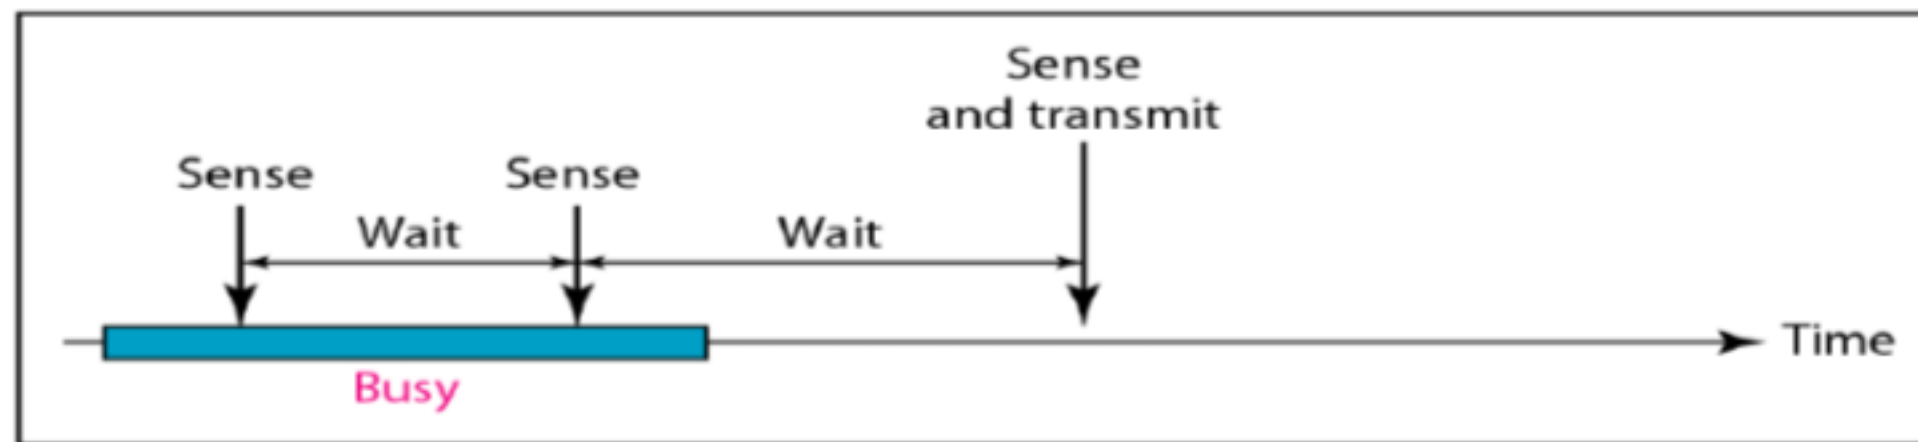 Sense
and transmit
Sense
Sense
Wait
Wait
Time
Busy